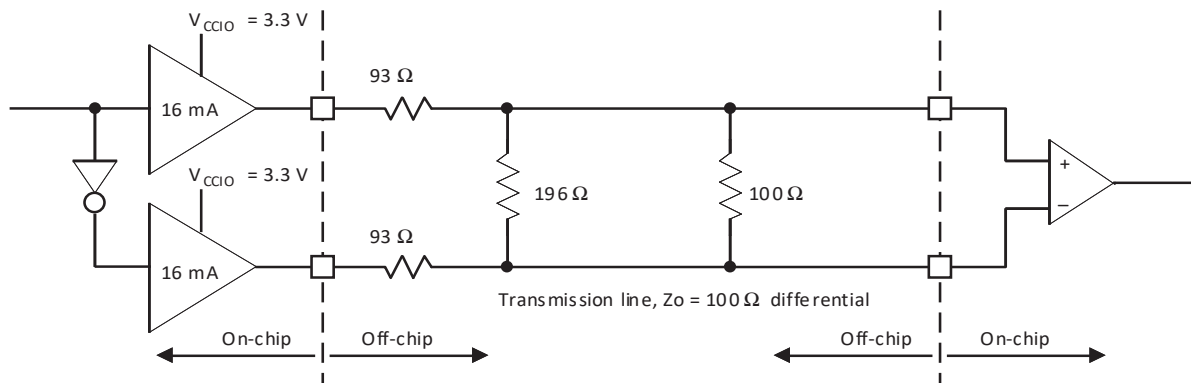 V_CCIO = 3.3 V
93 Ω
16 mA
V_CCIO = 3.3 V
196 Ω
100 Ω
+
−
93 Ω
16 mA
Transmission line, Zo = 100 Ω differential
On-chip
Off-chip
Off-chip
On-chip